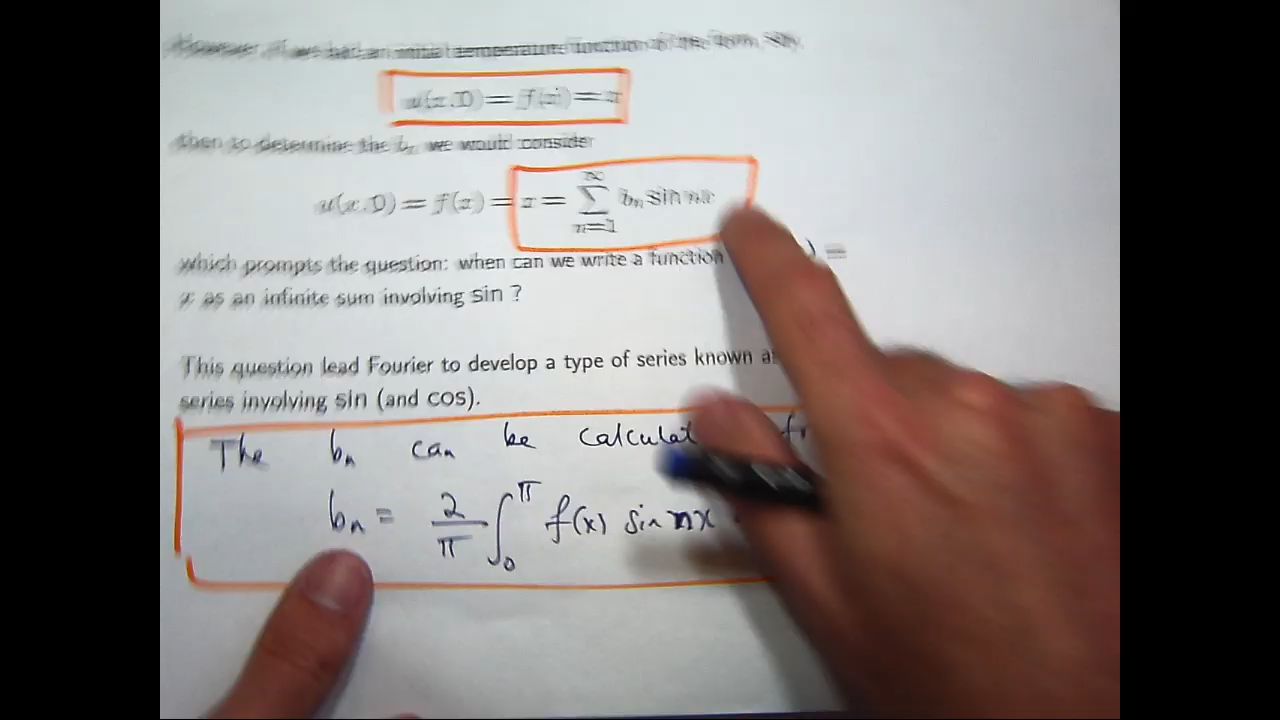 However, if we had an initial temperature function of the form, say,
u(x,0) = f(x) = x
then to determine the bₙ we would consider
u(x,0) = f(x) = x = ∑_{n=1}^{∞} bₙ sin nx
which prompts the question: when can we write a function ) =
x as an infinite sum involving sin ?
This question lead Fourier to develop a type of series known
series involving sin (and cos).
The bₙ can be
bₙ = 2/π ∫₀^π f(x) sin nx